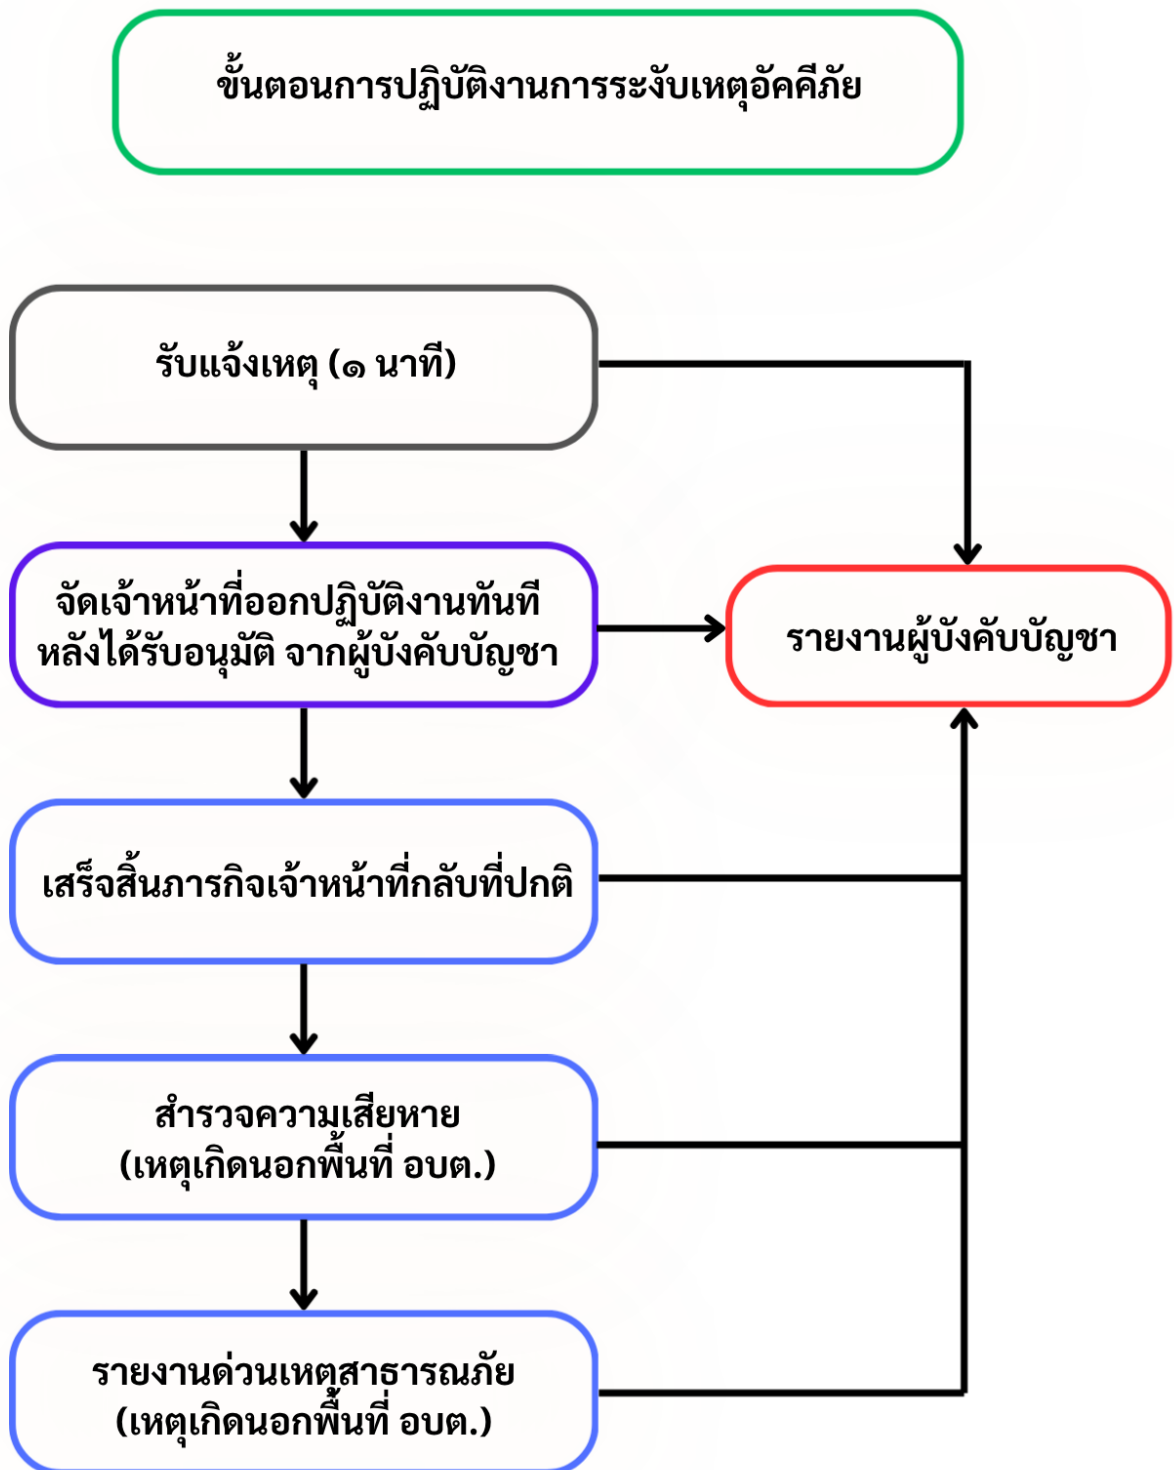 ขั้นตอนการปฏิบัติงานการระงับเหตุอัคคีภัย
รับแจ้งเหตุ (๑ นาที)
จัดเจ้าหน้าที่ออกปฏิบัติงานทันที
หลังได้รับอนุมัติ จากผู้บังคับบัญชา
รายงานผู้บังคับบัญชา
เสร็จสิ้นภารกิจเจ้าหน้าที่กลับที่ปกติ
สำรวจความเสียหาย
(เหตุเกิดนอกพื้นที่ อบต.)
รายงานด่วนเหตุสาธารณภัย
(เหตุเกิดนอกพื้นที่ อบต.)